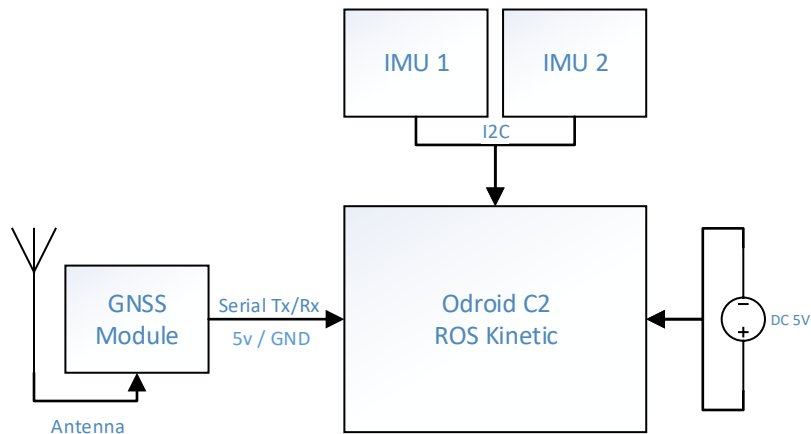 IMU 1
IMU 2
I2C
GNSS
Module
Serial Tx/Rx
5v / GND
Odroid C2
ROS Kinetic
DC 5V
Antenna